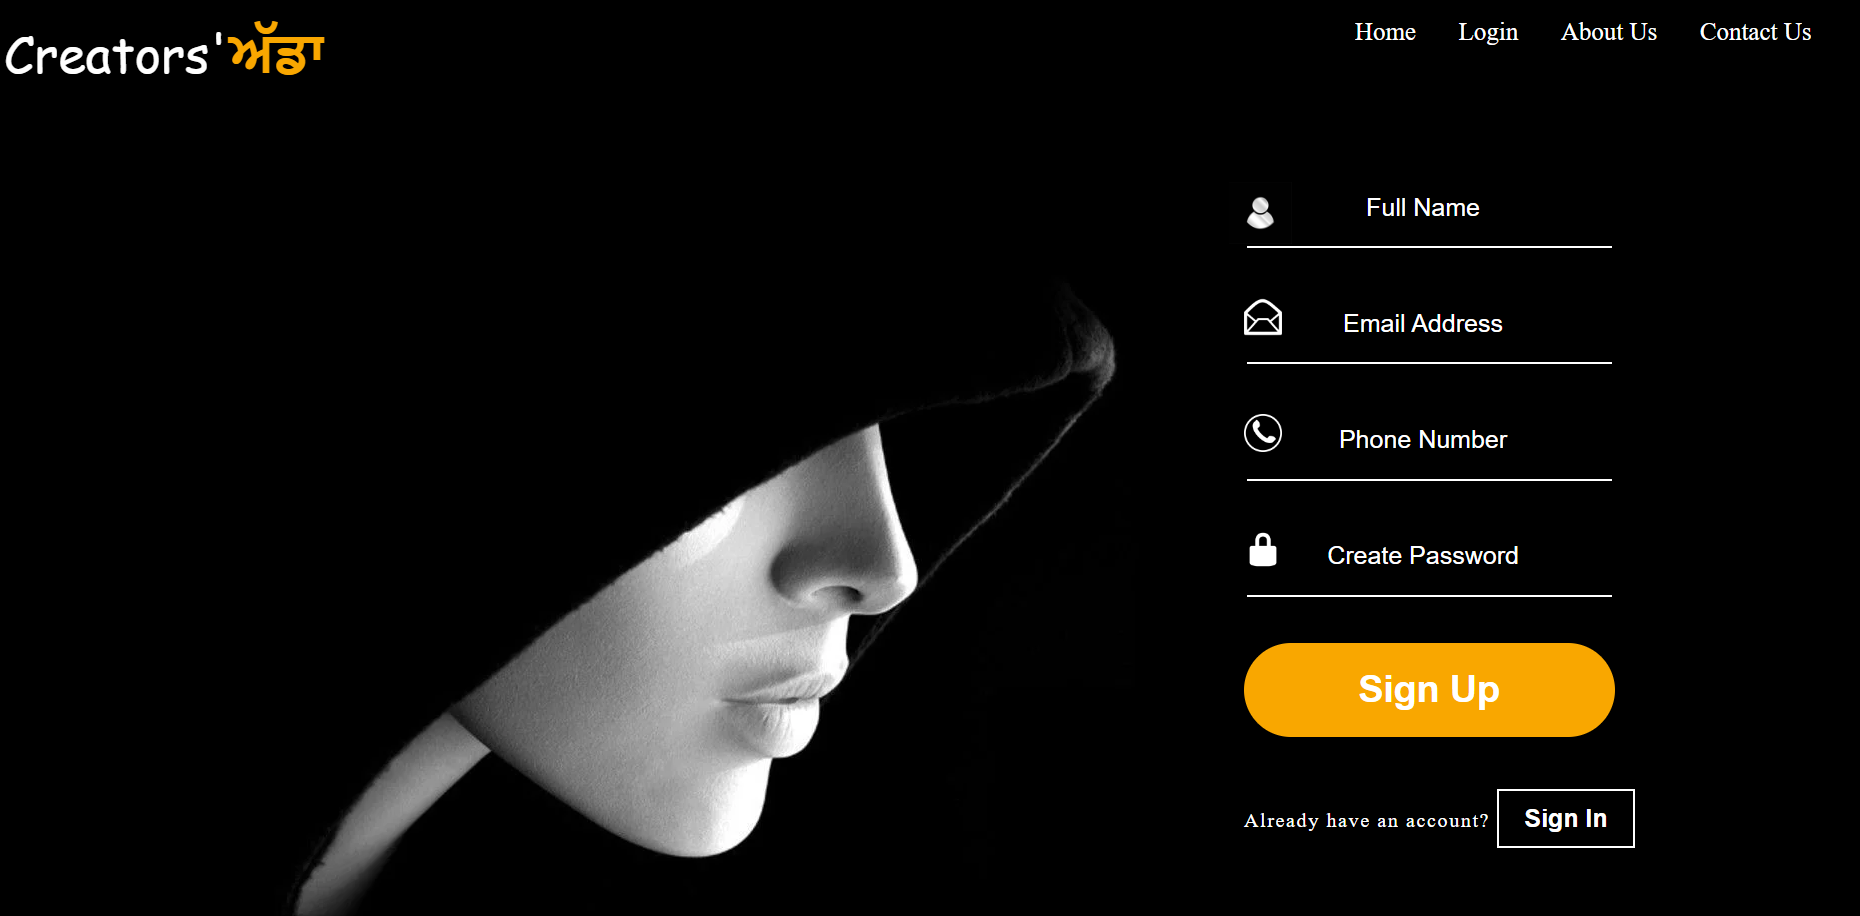 Creators'ਅੱਡਾ
Home Login About Us Contact Us
Full Name
Email Address
Phone Number
Create Password
Sign Up
Already have an account? Sign In